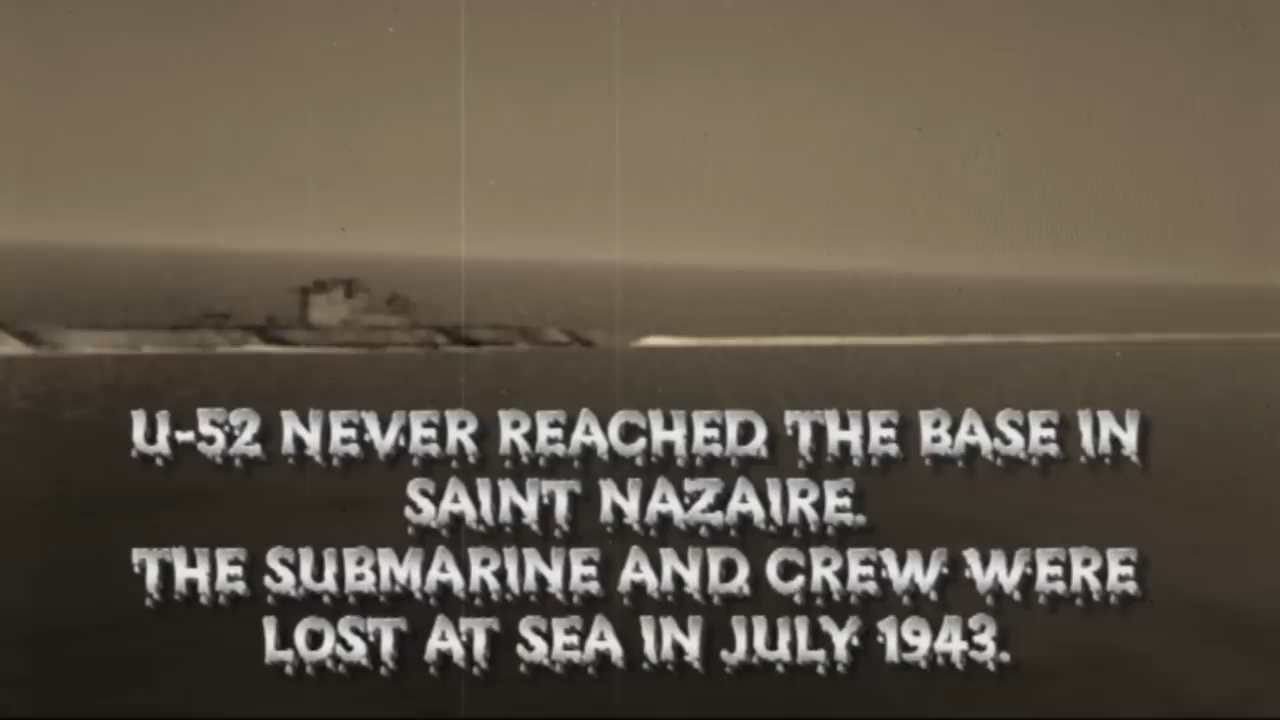 U-52 NEVER REACHED THE BASE IN
SAINT NAZAIRE.
THE SUBMARINE AND CREW WERE
LOST AT SEA IN JULY 1943.